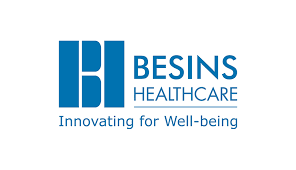 BESINS
HEALTHCARE
Innovating for Well-being